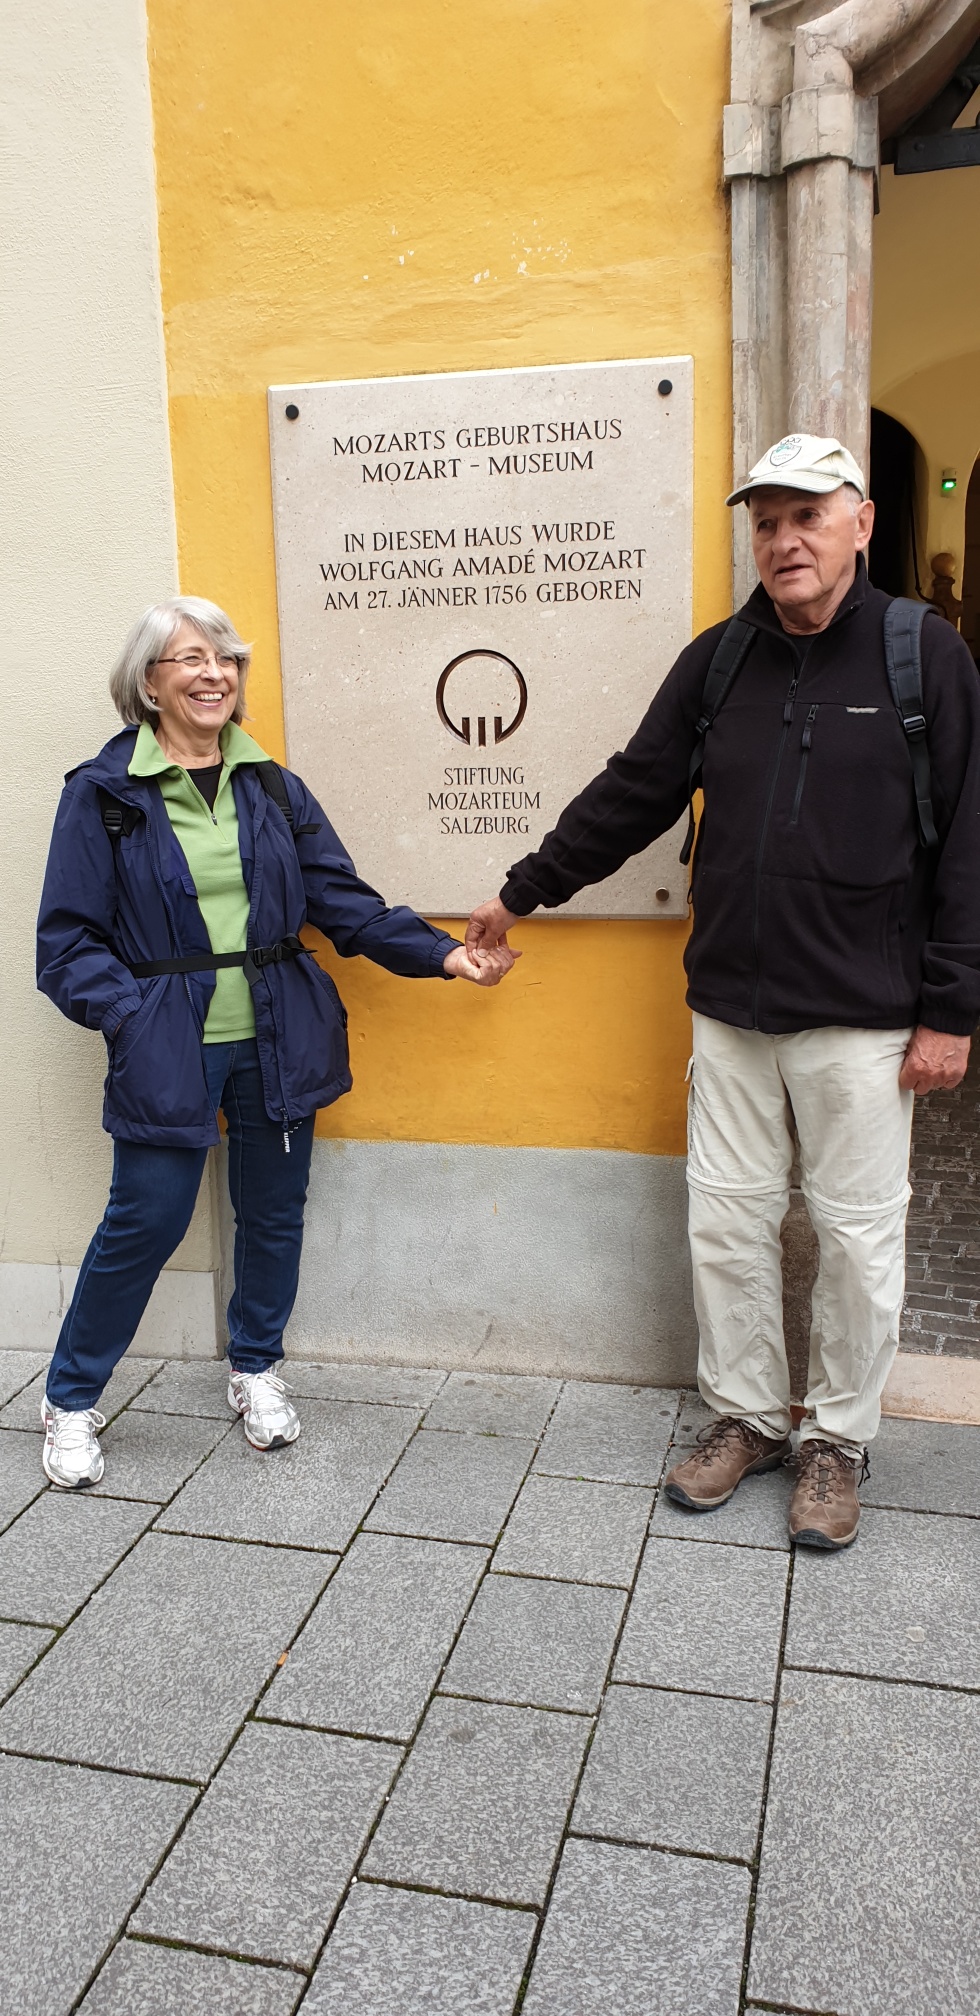 MOZARTS GEBURTSHAUS
MOZART - MUSEUM
IN DIESEM HAUS WURDE
WOLFGANG AMADÉ MOZART
AM 27. JÄNNER 1756 GEBOREN
STIFTUNG
MOZARTEUM
SALZBURG